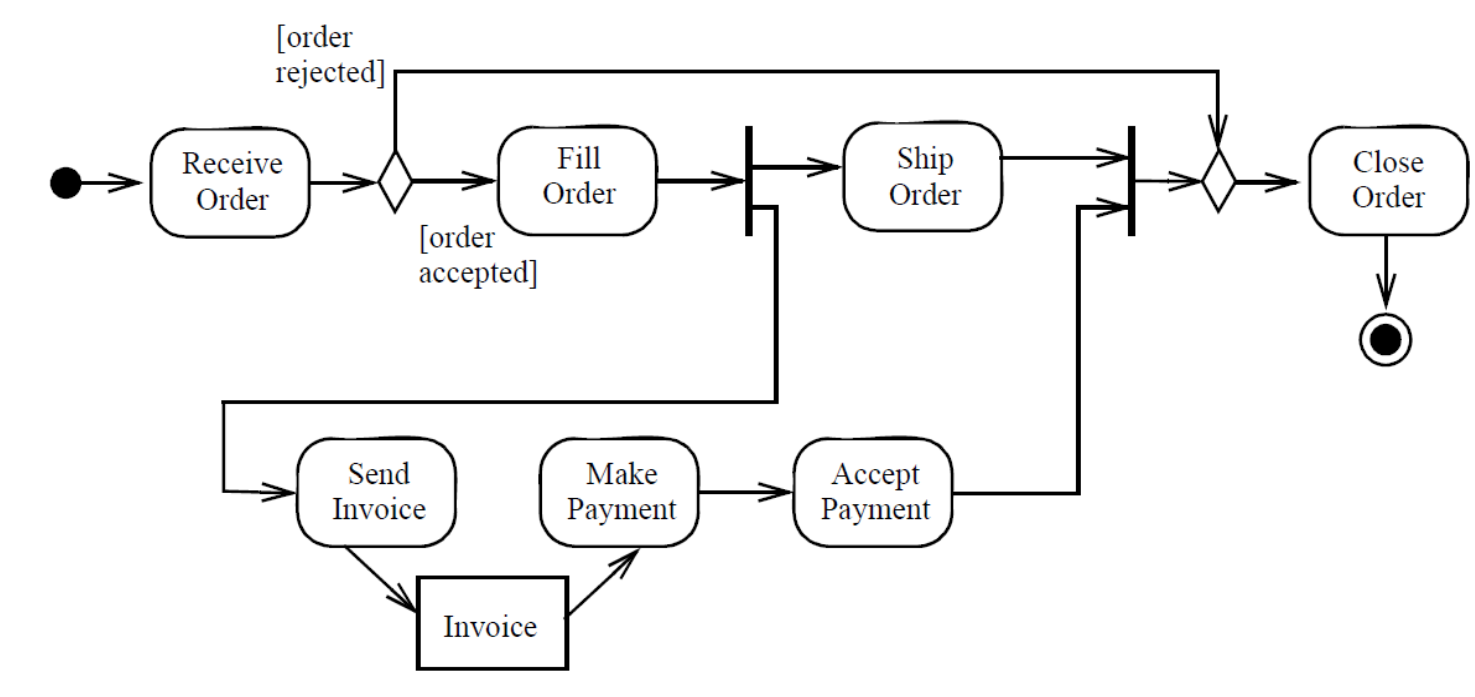 [order
rejected]
Receive
Order
Fill
Order
Ship
Order
Close
Order
[order
accepted]
Send
Invoice
Make
Payment
Accept
Payment
Invoice